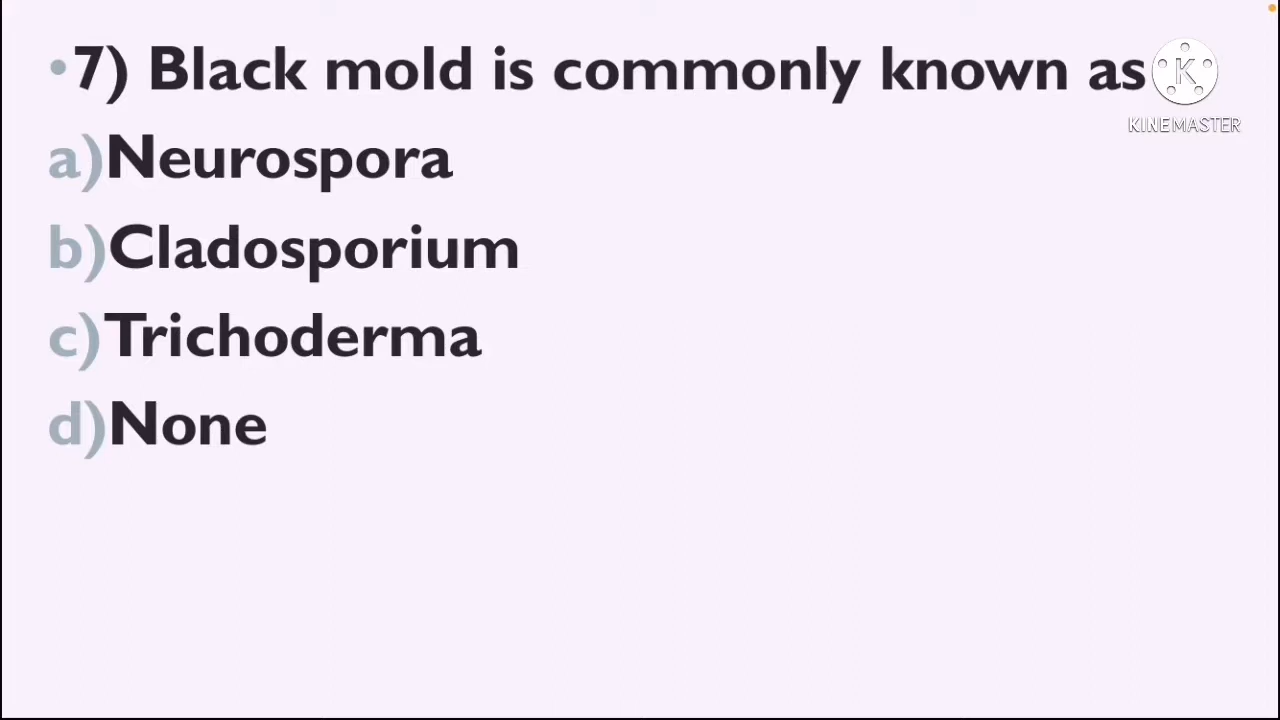 •7) Black mold is commonly known as
K
KINEMASTER
a)Neurospora
b)Cladosporium
c)Trichoderma
d)None